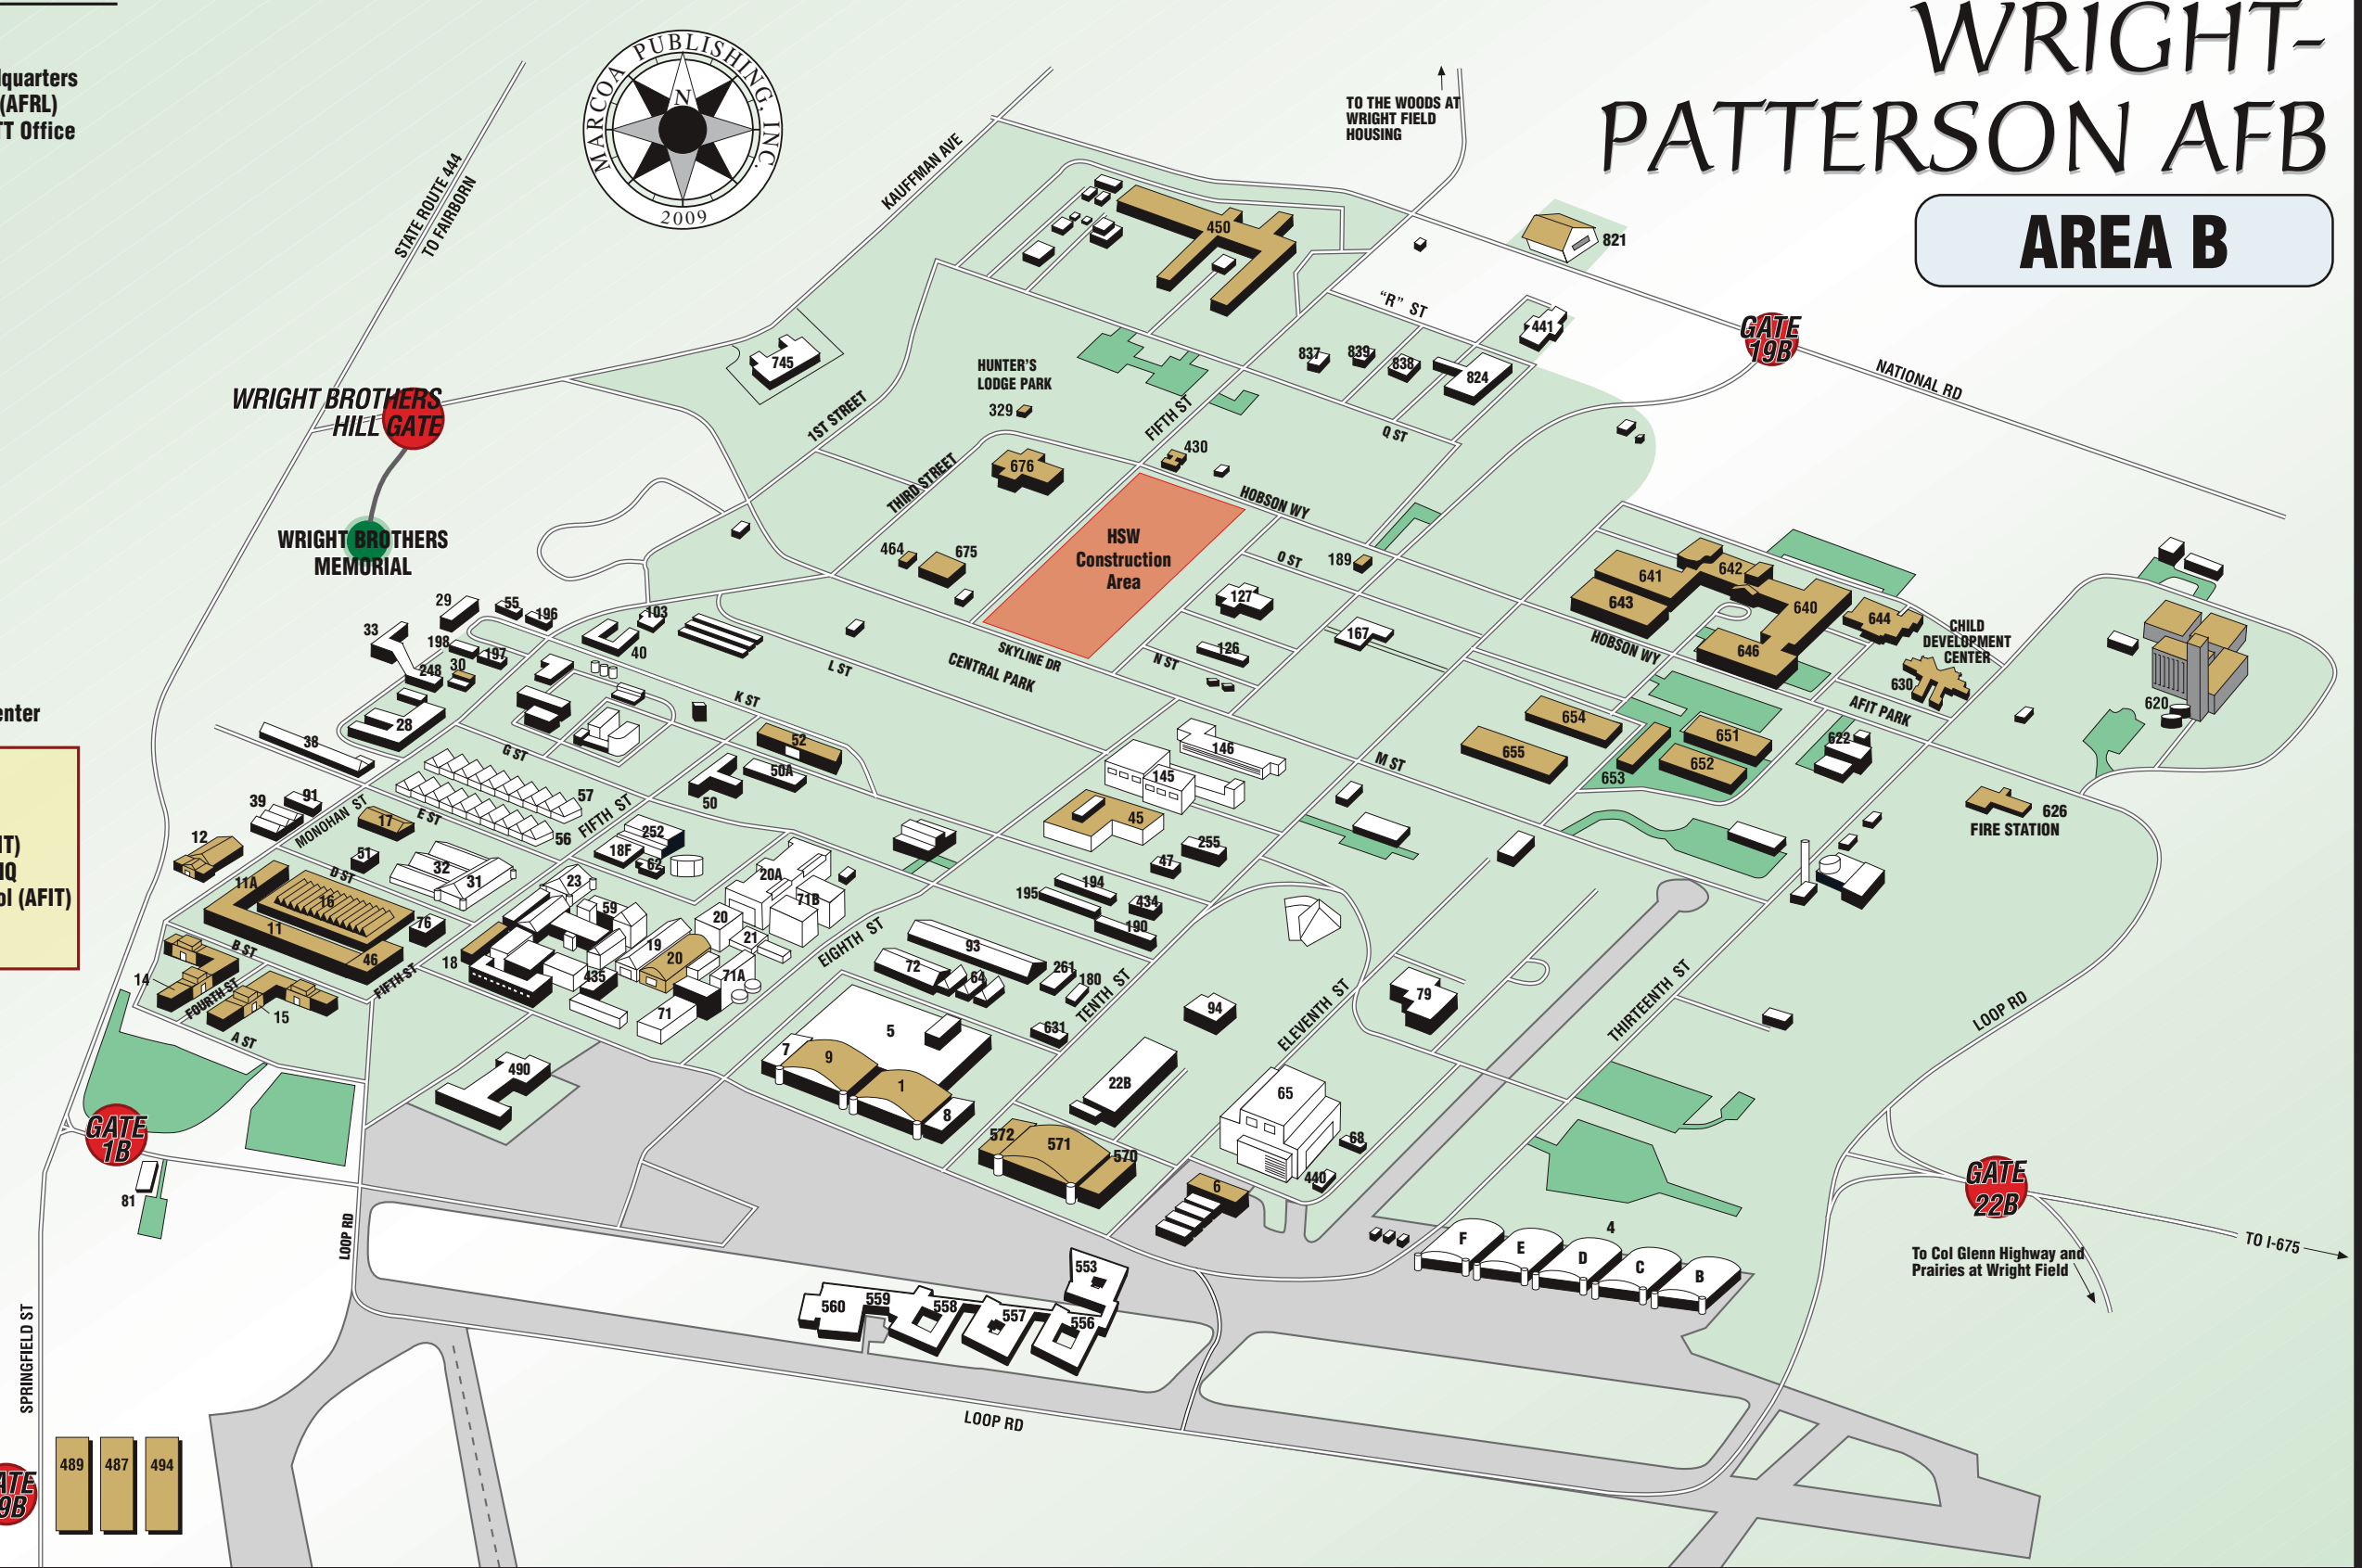 WRIGHT-
PATTERSON AFB
AREA B
MARCOA PUBLISHING, INC.
N
2009
lquarters
(AFRL)
TT Office
enter
IT)
IQ
ol (AFIT)
STATE ROUTE 444
TO FAIRBORN
KAUFFMAN AVE
TO THE WOODS AT
WRIGHT FIELD
HOUSING
450
821
GATE
19B
NATIONAL RD
"R" ST
441
837
839
838
824
745
HUNTER'S
LODGE PARK
329
1ST STREET
FIFTH ST
Q ST
WRIGHT BROTHERS
HILL GATE
WRIGHT BROTHERS
MEMORIAL
430
676
THIRD STREET
HOBSON WY
HSW
Construction
Area
464
675
O ST
189
127
126
167
N ST
SKYLINE DR
CENTRAL PARK
L ST
K ST
641
642
643
640
644
646
HOBSON WY
CHILD
DEVELOPMENT
CENTER
630
620
AFIT PARK
622
654
655
653
651
652
626
FIRE STATION
29
55
196
33
198
197
248
30
103
40
28
38
G ST
52
50A
50
57
56
FIFTH ST
39
91
MONOHAN ST
17
E ST
12
51
D ST
32
31
252
18F
62
146
145
45
M ST
255
47
194
195
434
190
11A
16
11
46
76
23
59
20A
71B
20
21
19
20
71A
18
435
71
EIGHTH ST
93
72
64
261
180
631
TENTH ST
B ST
14
FOURTH ST
15
FIFTH ST
A ST
490
5
7
9
1
8
94
22B
79
ELEVENTH ST
THIRTEENTH ST
LOOP RD
65
68
440
572
571
570
6
GATE
1B
81
LOOP RD
SPRINGFIELD ST
GATE
22B
TO I-675
To Col Glenn Highway and
Prairies at Wright Field
4
F
E
D
C
B
553
560
559
558
557
556
LOOP RD
ATE
9B
489
487
494